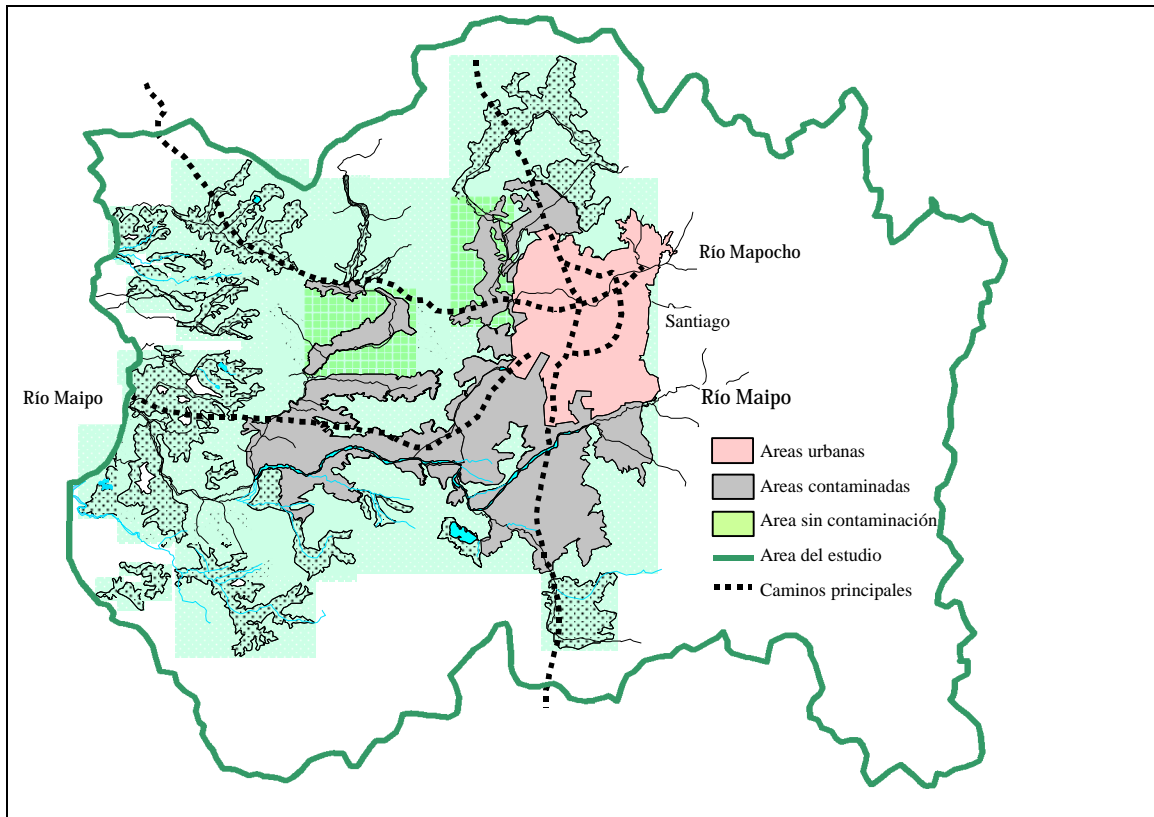 Río Mapocho
Santiago
Río Maipo
Río Maipo
Areas urbanas
Areas contaminadas
Area sin contaminación
Area del estudio
Caminos principales